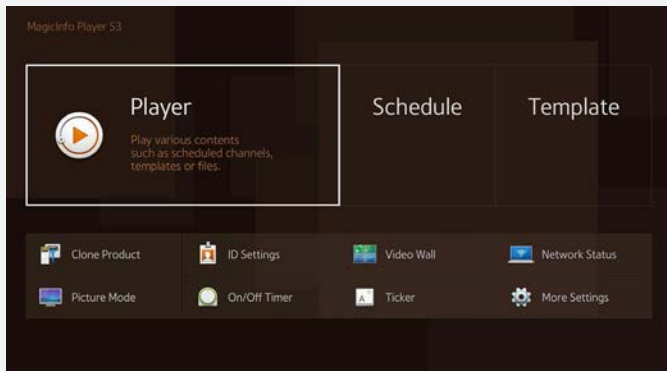 MagicInfo Player S3
Player
Schedule
Template
Play various contents
such as scheduled channels,
templates or files.
Clone Product
ID Settings
Video Wall
Network Status
Picture Mode
On/Off Timer
A
Ticker
More Settings